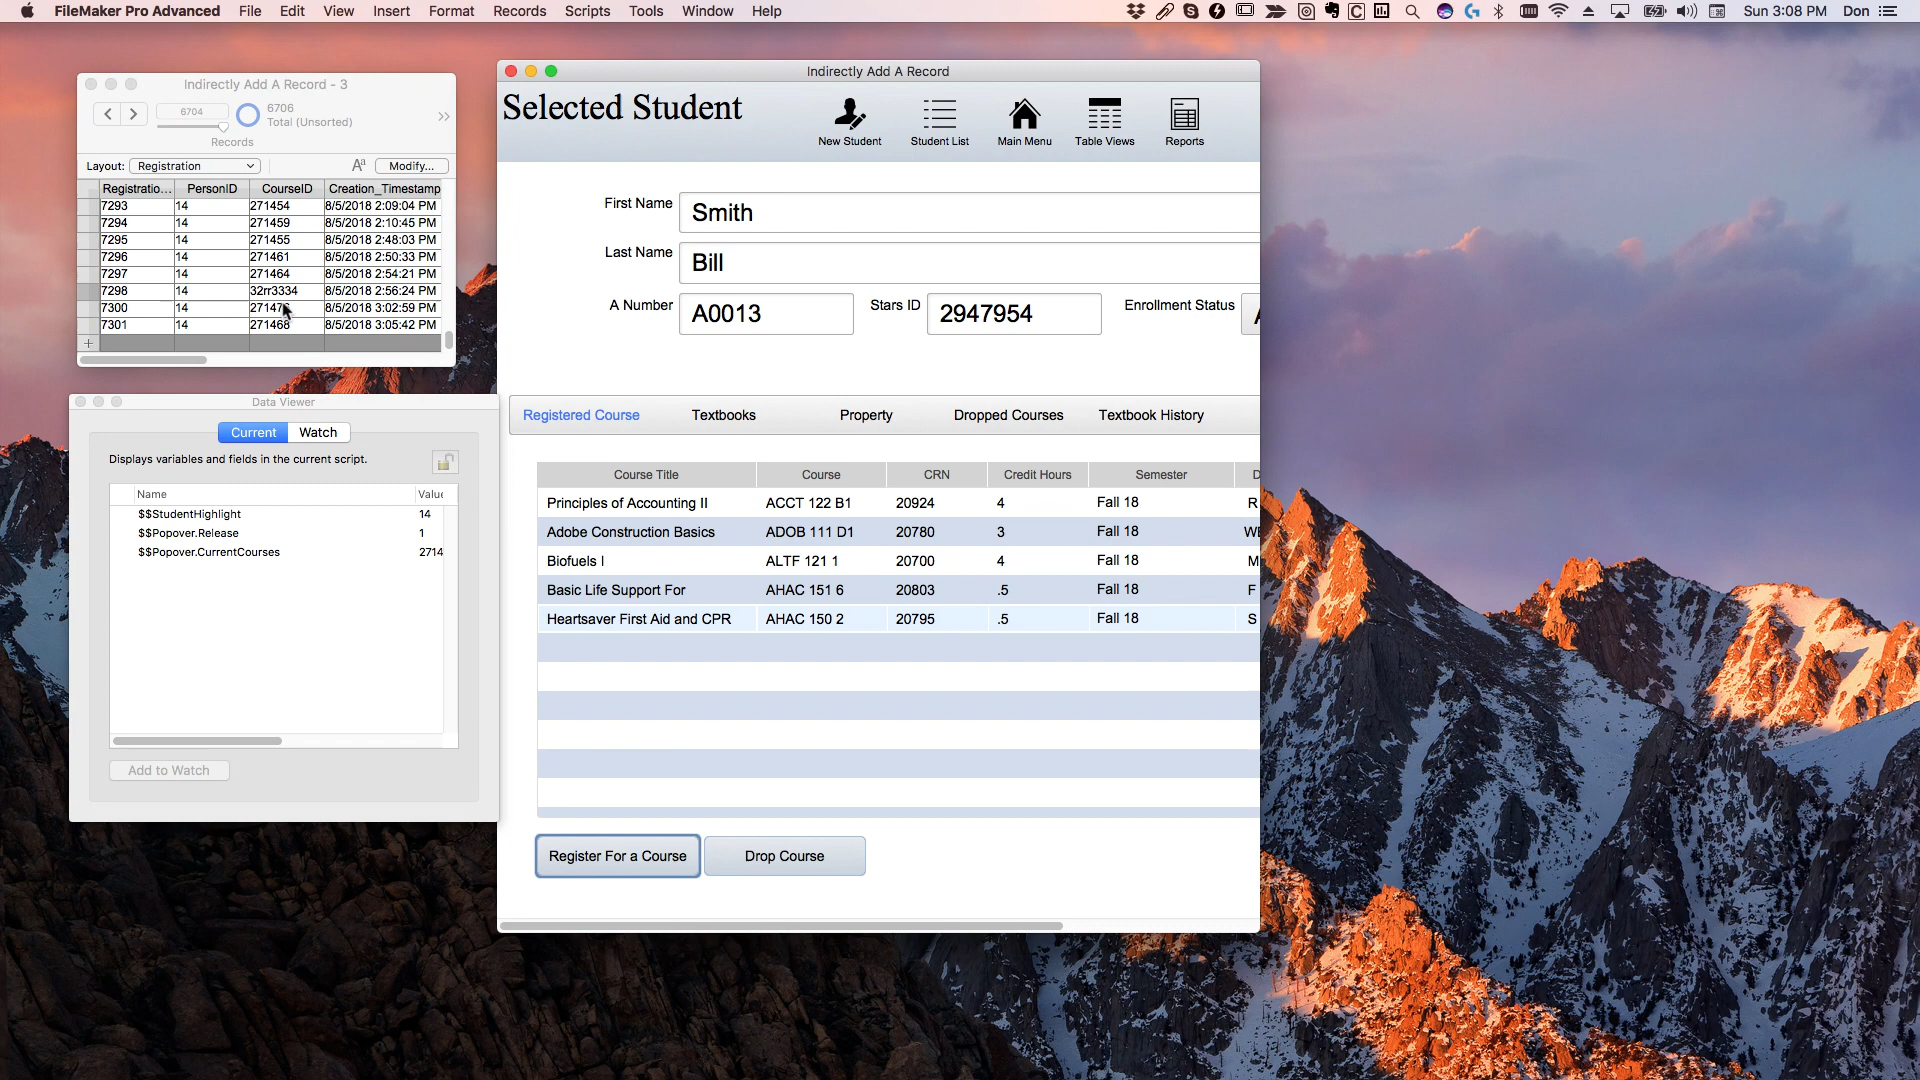 FileMaker Pro Advanced File Edit View Insert Format Records Scripts Tools Window Help Sun 3:08 PM Don
Indirectly Add A Record - 3
6704
6706
Total (Unsorted)
Records
Layout: Registration Modify...
Registratio... PersonID CourseID Creation_Timestamp
7293 14 271454 8/5/2018 2:09:04 PM
7294 14 271459 8/5/2018 2:10:45 PM
7295 14 271455 8/5/2018 2:48:03 PM
7296 14 271461 8/5/2018 2:50:33 PM
7297 14 271464 8/5/2018 2:54:21 PM
7298 14 32rr3334 8/5/2018 2:56:24 PM
7300 14 8/5/2018 3:02:59 PM
7301 14 271468 8/5/2018 3:05:42 PM
Data Viewer
Current Watch
Displays variables and fields in the current script.
Name Value
$$StudentHighlight 14
$$Popover.Release 1
$$Popover.CurrentCourses 2714
Add to Watch
Indirectly Add A Record
Selected Student
New Student Student List Main Menu Table Views Reports
First Name Smith
Last Name Bill
A Number A0013 Stars ID 2947954 Enrollment Status
Registered Course Textbooks Property Dropped Courses Textbook History
Course Title Course CRN Credit Hours Semester D
Principles of Accounting II ACCT 122 B1 20924 4 Fall 18 R
Adobe Construction Basics ADOB 111 D1 20780 3 Fall 18 WE
Biofuels I ALTF 121 1 20700 4 Fall 18 M
Basic Life Support For AHAC 151 6 20803 .5 Fall 18 F
Heartsaver First Aid and CPR AHAC 150 2 20795 .5 Fall 18 S
Register For a Course Drop Course